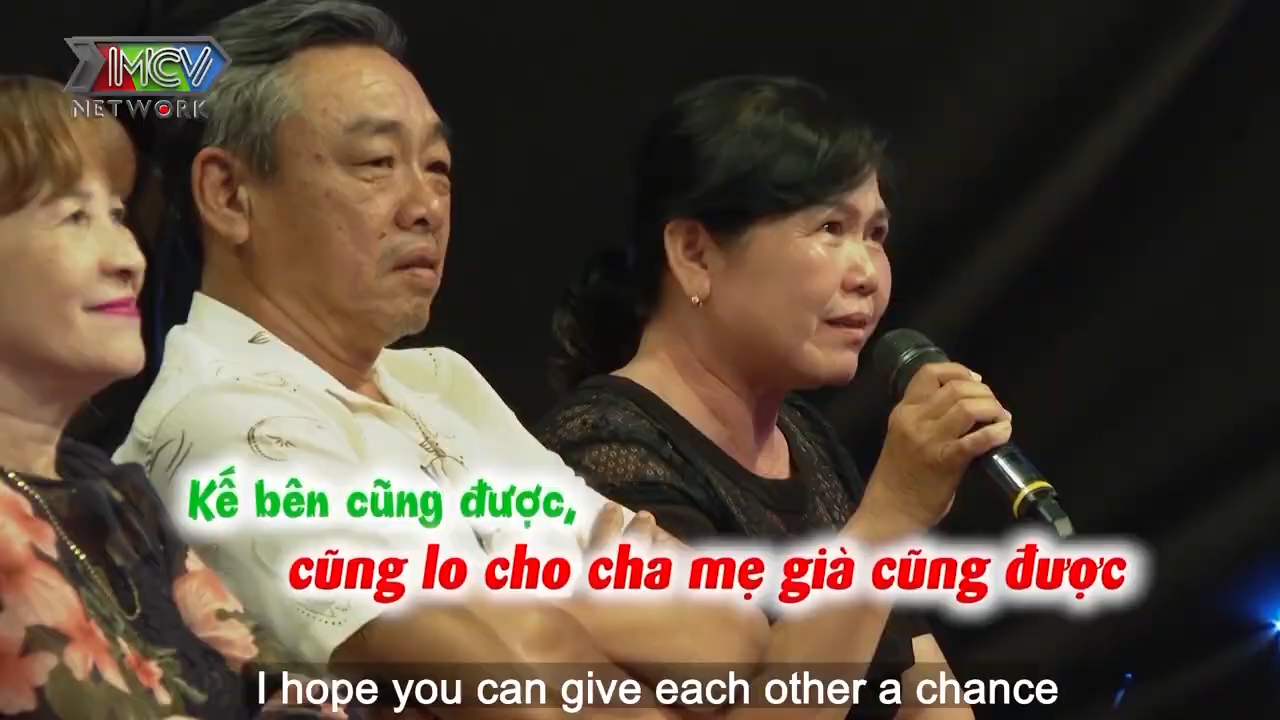 MCV
NETWORK
Kế bên cũng được,
cũng lo cho cha mẹ già cũng được
I hope you can give each other a chance